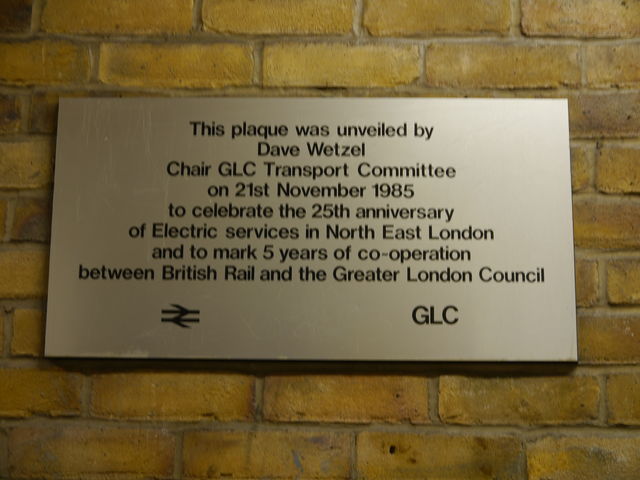 This plaque was unveiled by
Dave Wetzel
Chair GLC Transport Committee
on 21st November 1985
to celebrate the 25th anniversary
of Electric services in North East London
and to mark 5 years of co-operation
between British Rail and the Greater London Council
GLC